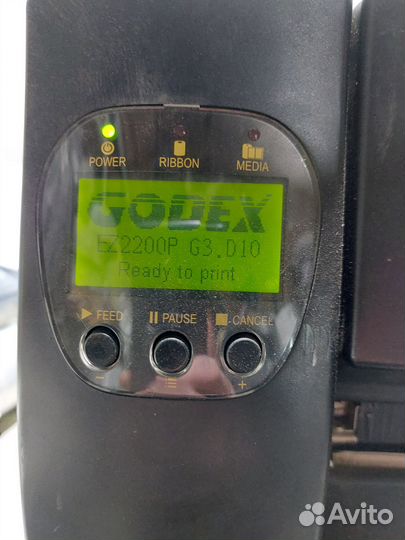 POWER RIBBON MEDIA
GODEX
EZ2200P G3.D10
Ready to print
FEED PAUSE CANCEL
Avito